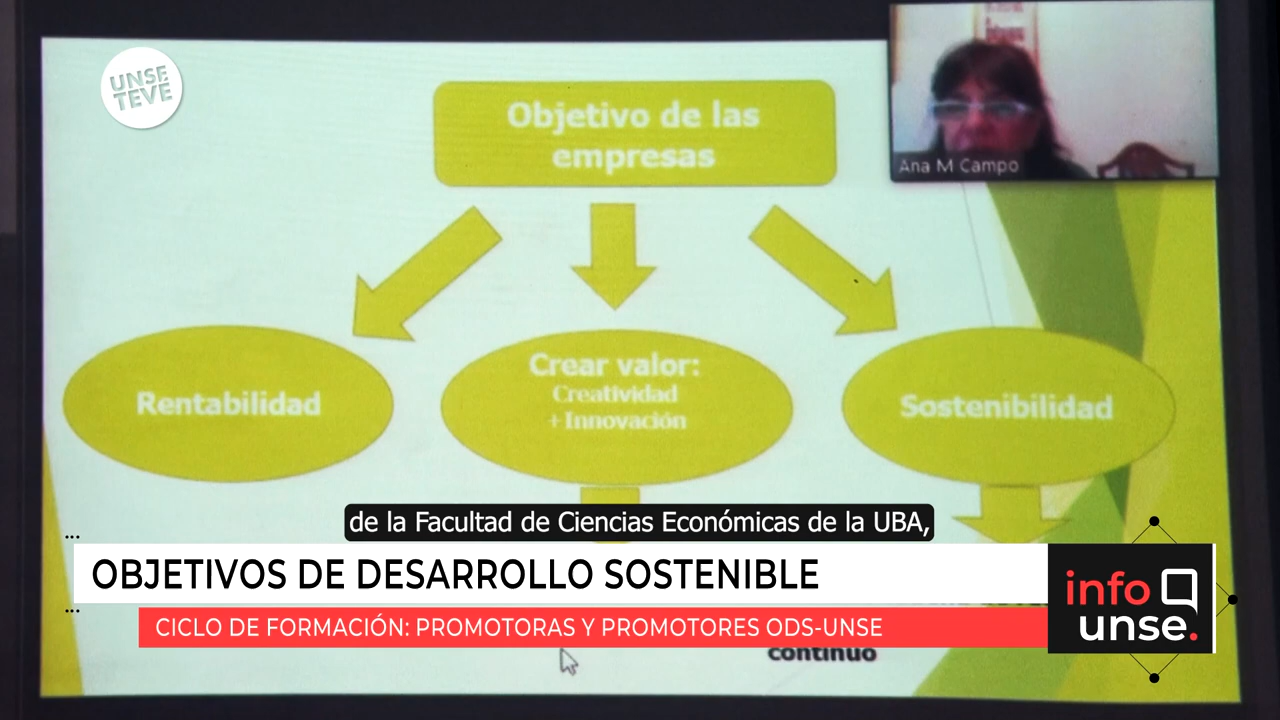 UNSE
TEVE
Objetivo de las
empresas
Ana M Campo
Rentabilidad
Crear valor:
Creatividad
+Innovación
Sostenibilidad
de la Facultad de Ciencias Económicas de la UBA,
OBJETIVOS DE DESARROLLO SOSTENIBLE
CICLO DE FORMACIÓN: PROMOTORAS Y PROMOTORES ODS-UNSE
info
unse.
continuo